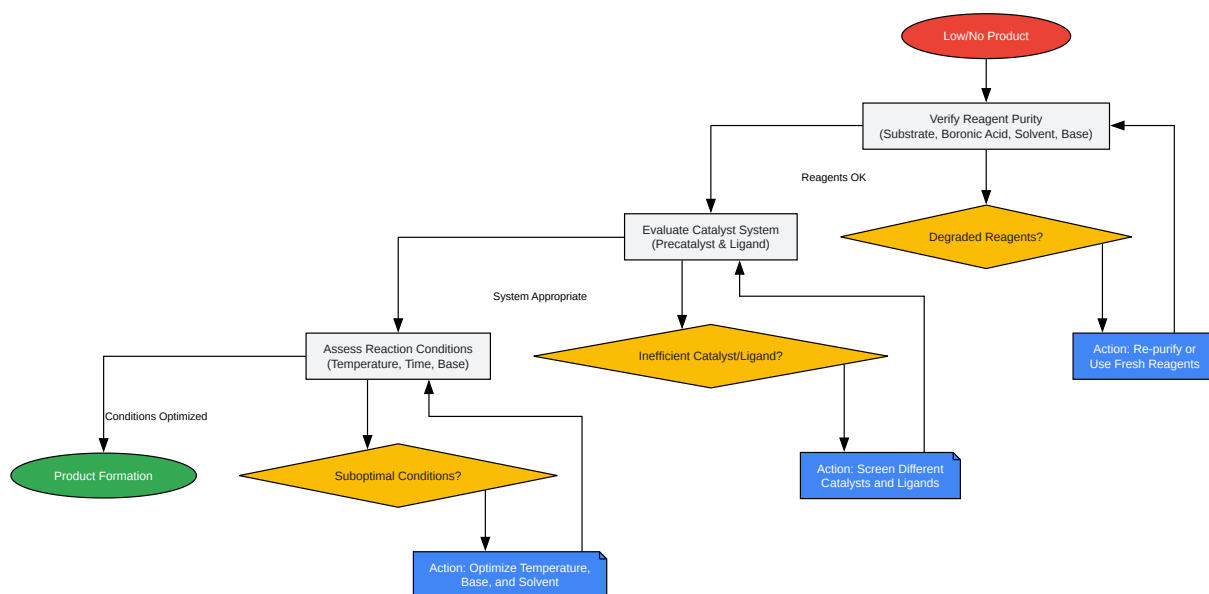 Low/No Product
Verify Reagent Purity
(Substrate, Boronic Acid, Solvent, Base)
Reagents OK
Evaluate Catalyst System
(Precatalyst & Ligand)
Degraded Reagents?
System Appropriate
Assess Reaction Conditions
(Temperature, Time, Base)
Inefficient Catalyst/Ligand?
Action: Re-purify or
Use Fresh Reagents
Conditions Optimized
Product Formation
Suboptimal Conditions?
Action: Screen Different
Catalysts and Ligands
Action: Optimize Temperature,
Base, and Solvent